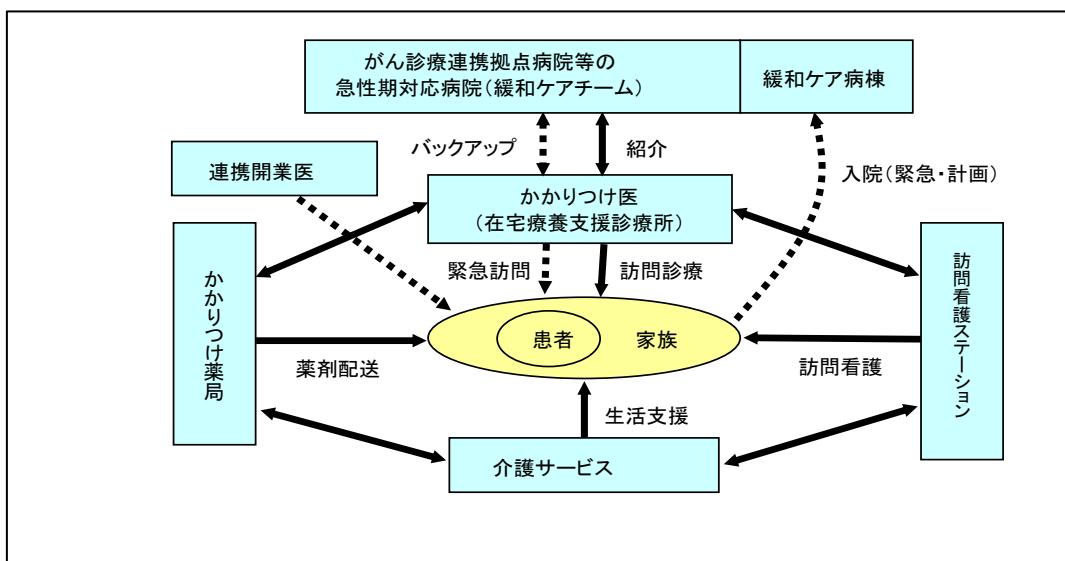 がん診療連携拠点病院等の
急性期対応病院（緩和ケアチーム）
緩和ケア病棟
バックアップ
紹介
連携開業医
入院（緊急・計画）
かかりつけ医
（在宅療養支援診療所）
かかりつけ薬局
訪問看護ステーション
緊急訪問
訪問診療
患者
家族
薬剤配送
訪問看護
生活支援
介護サービス